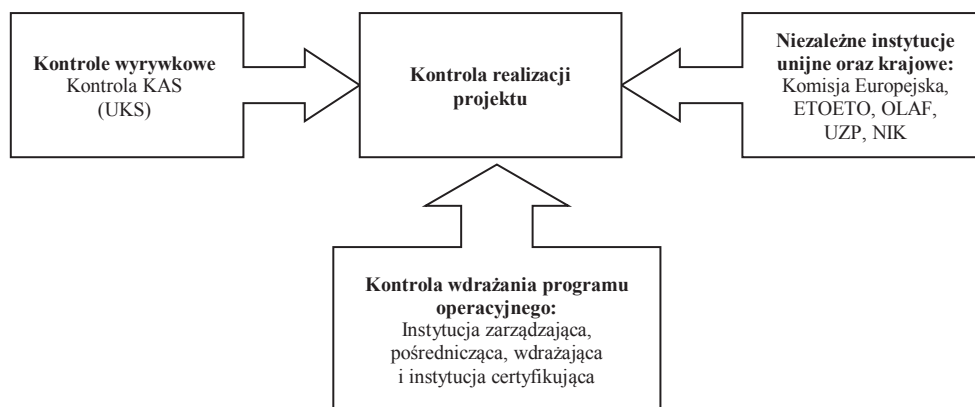 Kontrole wyrywkowe
Kontrola KAS
(UKS)
Kontrola realizacji
projektu
Niezależne instytucje
unijne oraz krajowe:
Komisja Europejska,
ETOETO, OLAF,
UZP, NIK
Kontrola wdrażania programu
operacyjnego:
Instytucja zarządzająca,
pośrednicząca, wdrażająca
i instytucja certyfikująca